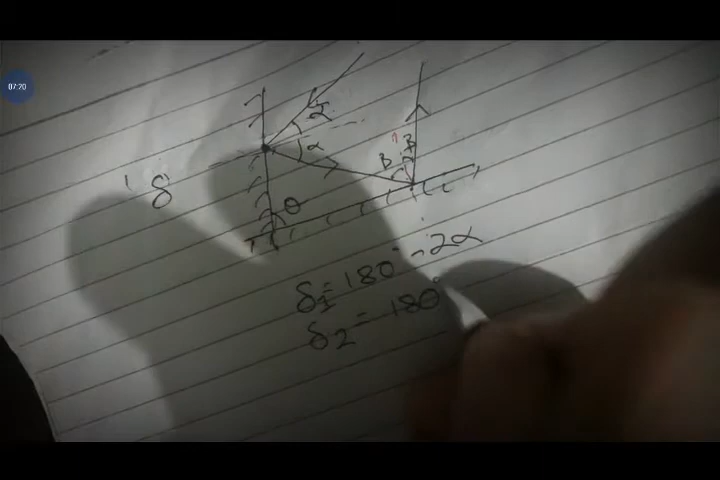 07:20
α
α
B
B
δ
θ
δ1 = 180° - 2α
δ2 = 180°